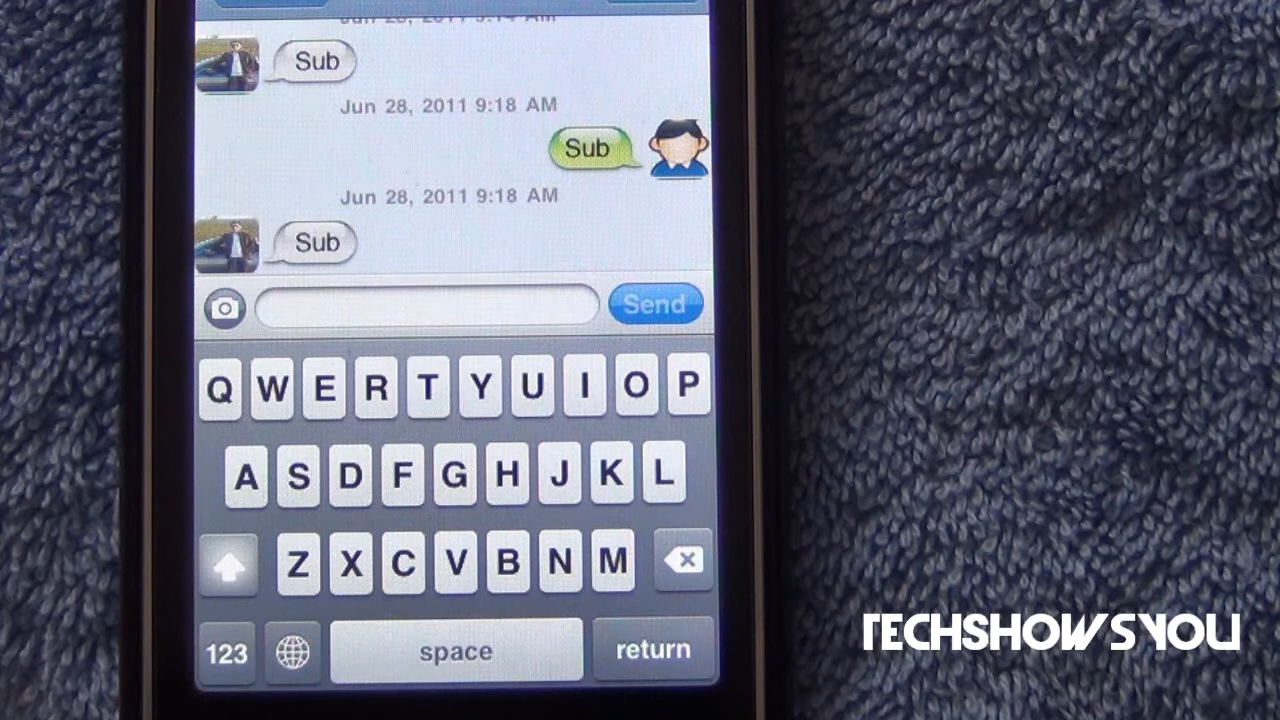 Sub
Jun 28, 2011 9:18 AM
Sub
Jun 28, 2011 9:18 AM
Sub
Send
Q W E R T Y U I O P
A S D F G H J K L
Z X C V B N M
123 space return
TECHSHOWSYOU